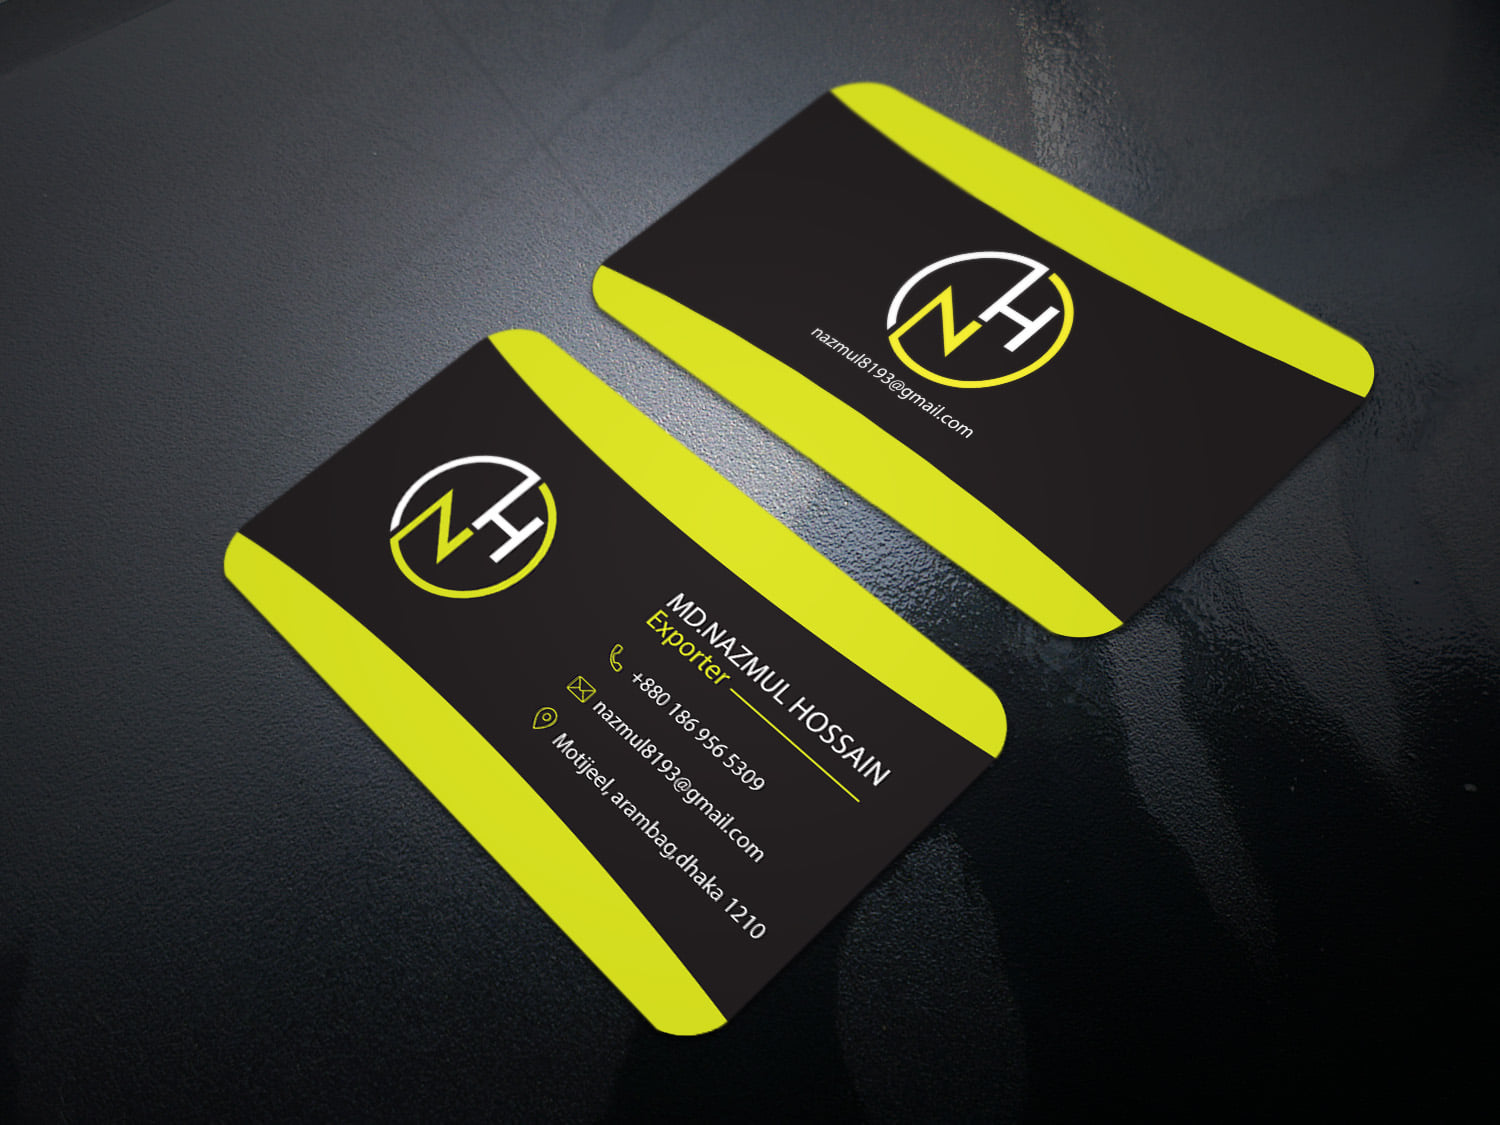 NH
nazmul8193@gmail.com
NH
MD.NAZMUL HOSSAIN
Exporter
+880 186 956 5309
nazmul8193@gmail.com
Motijeel, arambag,dhaka 1210